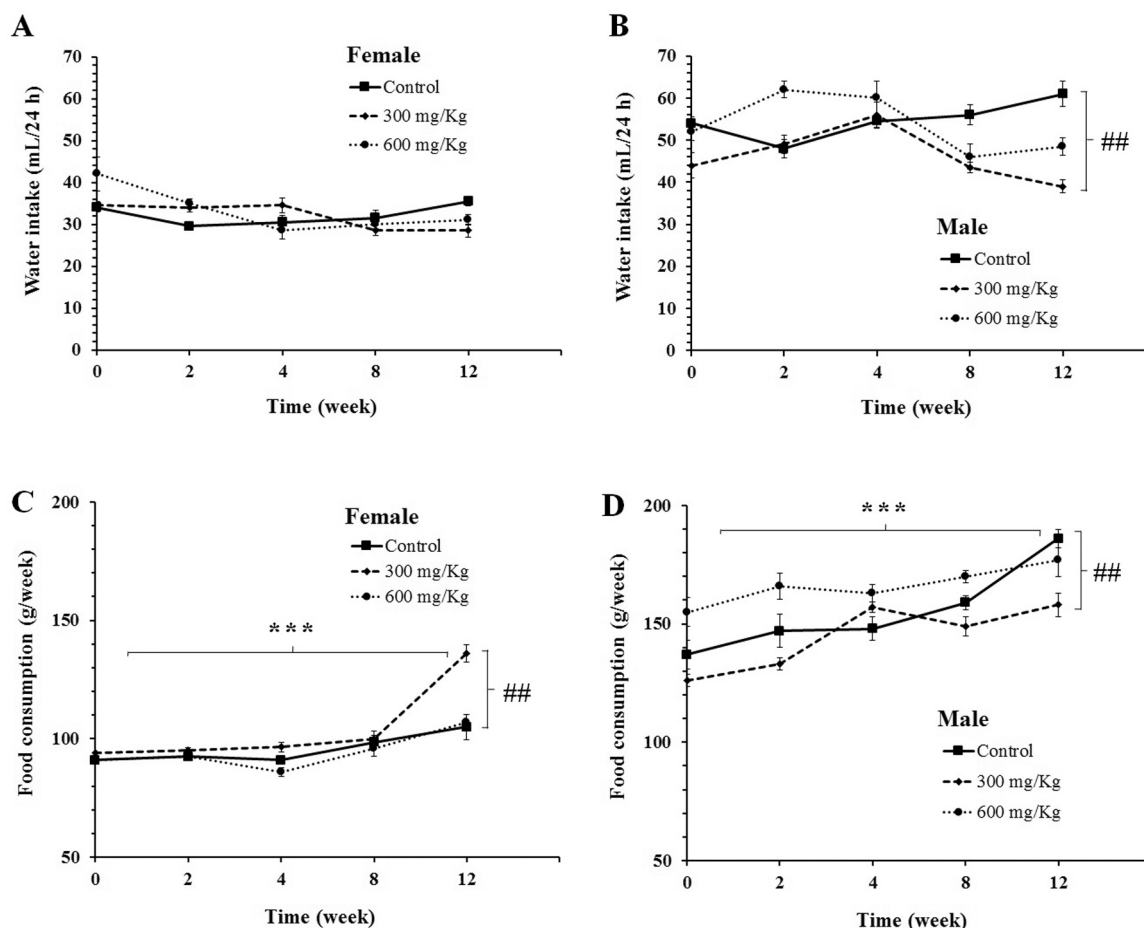 A
Female
Control
300 mg/Kg
600 mg/Kg
Water intake (mL/24 h)
70
60
50
40
30
20
10
0
0 2 4 8 12
Time (week)
B
Water intake (mL/24 h)
70
60
50
40
30
20
10
0
##
Male
Control
300 mg/Kg
600 mg/Kg
0 2 4 8 12
Time (week)
C
Female
Control
300 mg/Kg
600 mg/Kg
Food consumption (g/week)
200
150
100
50
***
##
0 2 4 8 12
Time (week)
D
Food consumption (g/week)
200
150
100
50
***
##
Male
Control
300 mg/Kg
600 mg/Kg
0 2 4 8 12
Time (week)